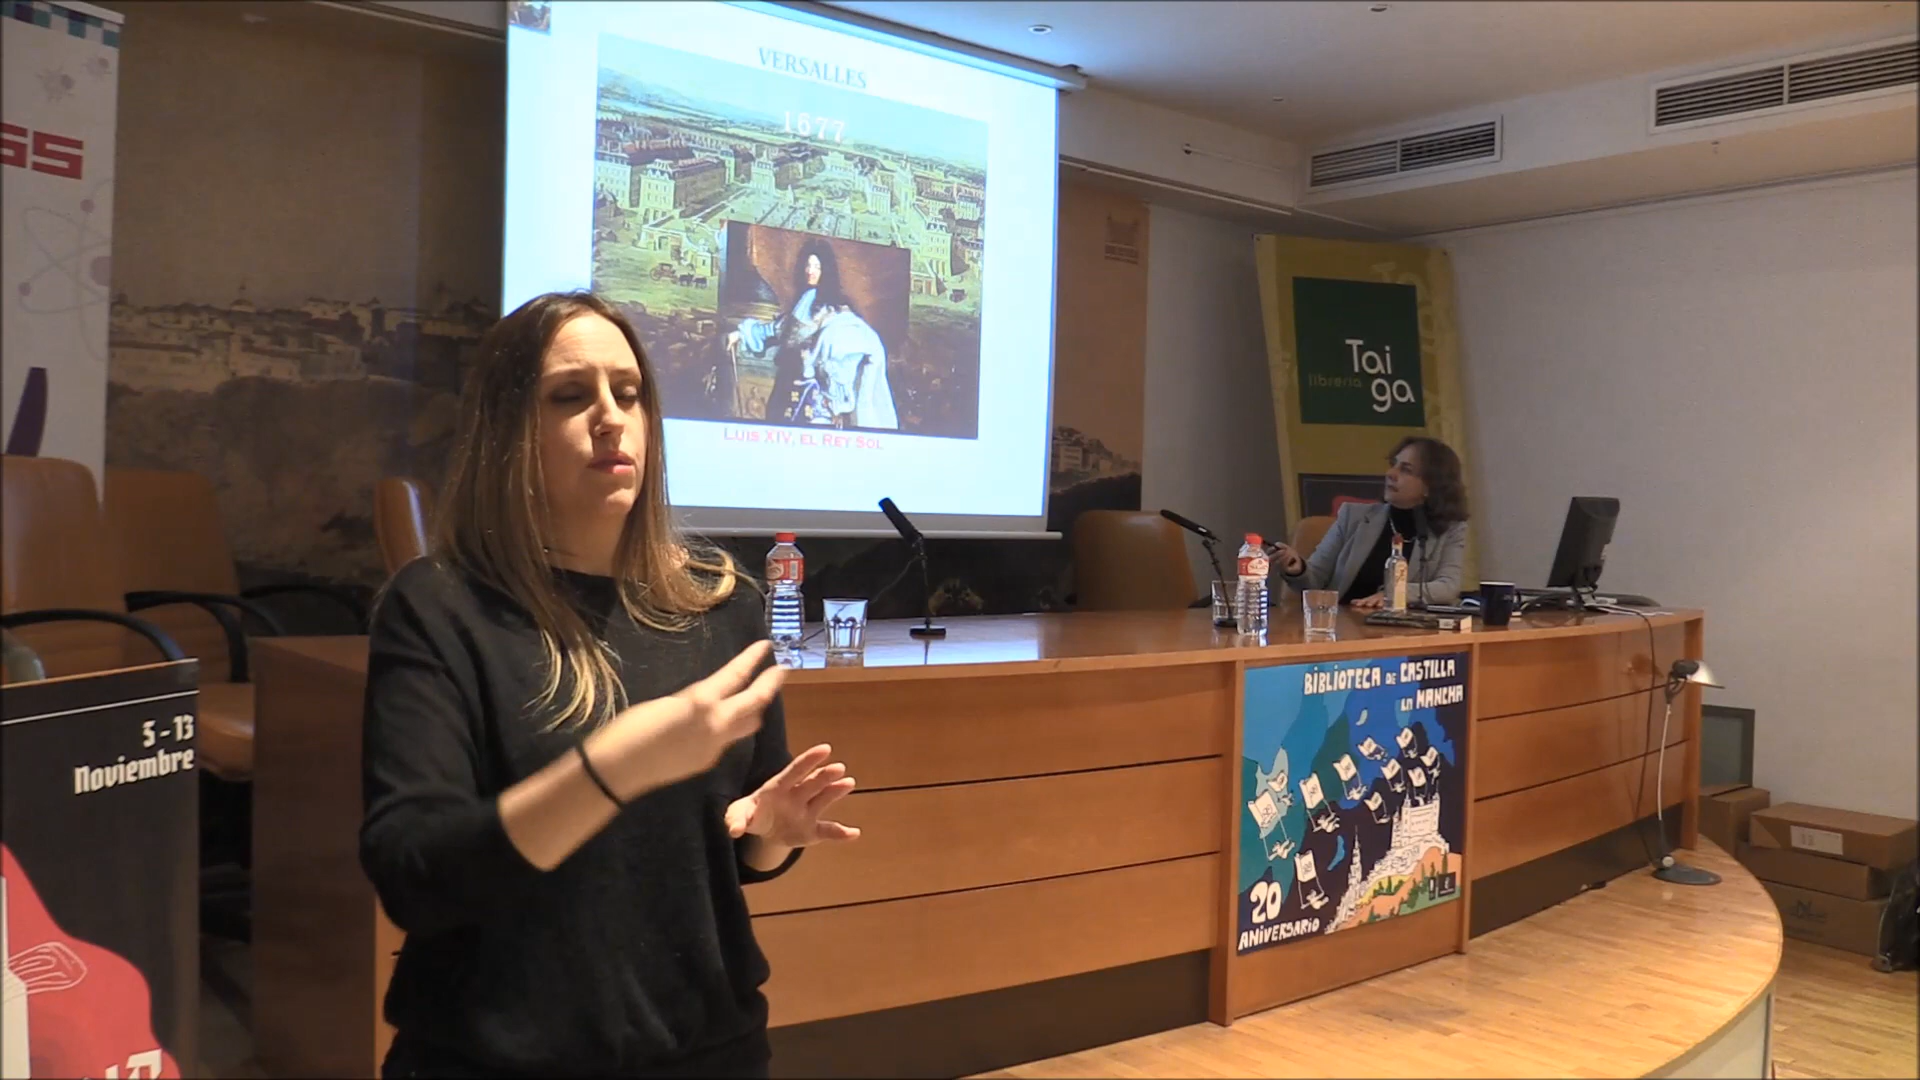 VERSALLES
1677
LUIS XIV, EL REY SOL
Tai
ga
librería
5 - 13
Noviembre
BIBLIOTECA DE CASTILLA
LA MANCHA
20
ANIVERSARIO